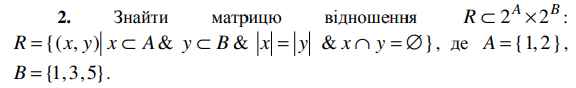 2. Знайти матрицю відношення R ⊂ 2^A × 2^B :
R = {(x, y)| x ⊂ A & y ⊂ B & |x| = |y| & x ∩ y = ∅}, де A = {1,2},
B = {1,3,5}.